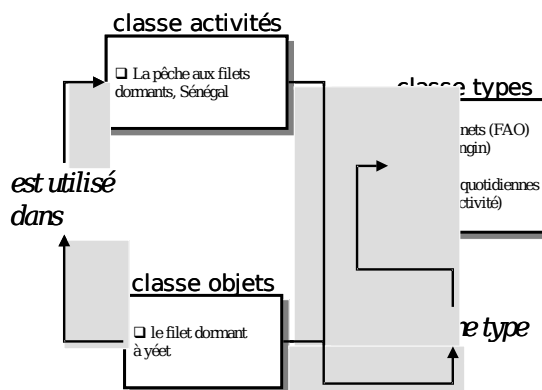 classe activités
❑ La pêche aux filets
dormants, Sénégal
classe types
nets (FAO)
ngin)
quotidiennes
ctivité)
est utilisé
dans
classe objets
❑ le filet dormant
à yéet
ne type